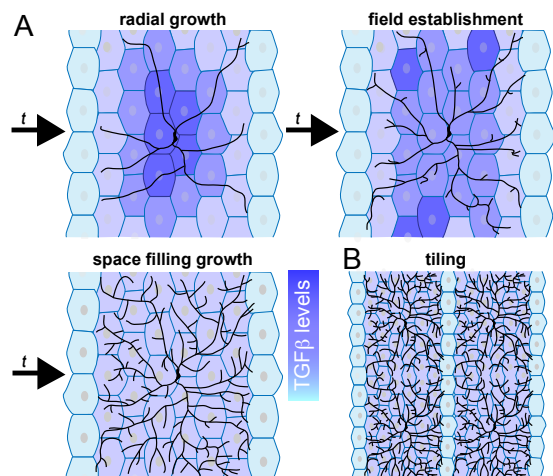 A
radial growth
field establishment
t
t
space filling growth
B
tiling
t
TGFβ levels